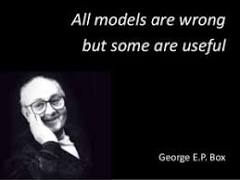 All models are wrong
but some are useful
George E.P. Box